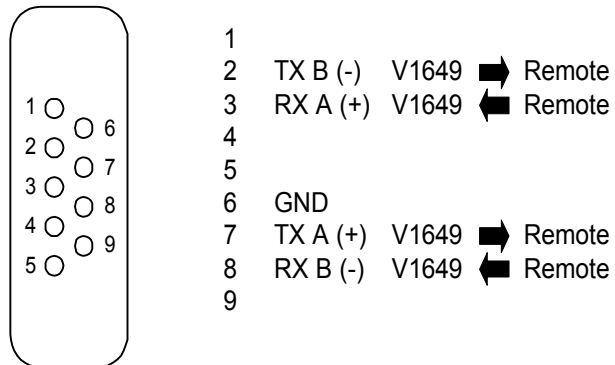 1
6
2
7
3
8
4
9
5
1
2 TX B (-) V1649 Remote
3 RX A (+) V1649 Remote
4
5
6 GND
7 TX A (+) V1649 Remote
8 RX B (-) V1649 Remote
9